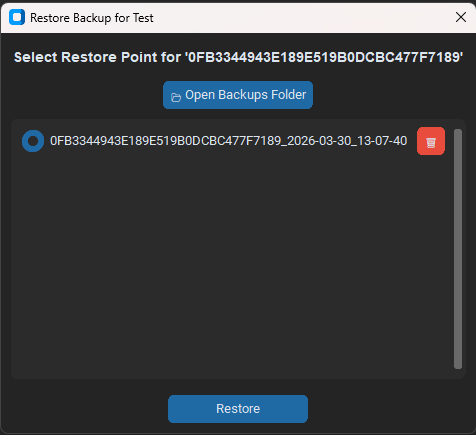 Restore Backup for Test
Select Restore Point for '0FB3344943E189E519B0DCBC477F7189'
Open Backups Folder
0FB3344943E189E519B0DCBC477F7189_2026-03-30_13-07-40
Restore